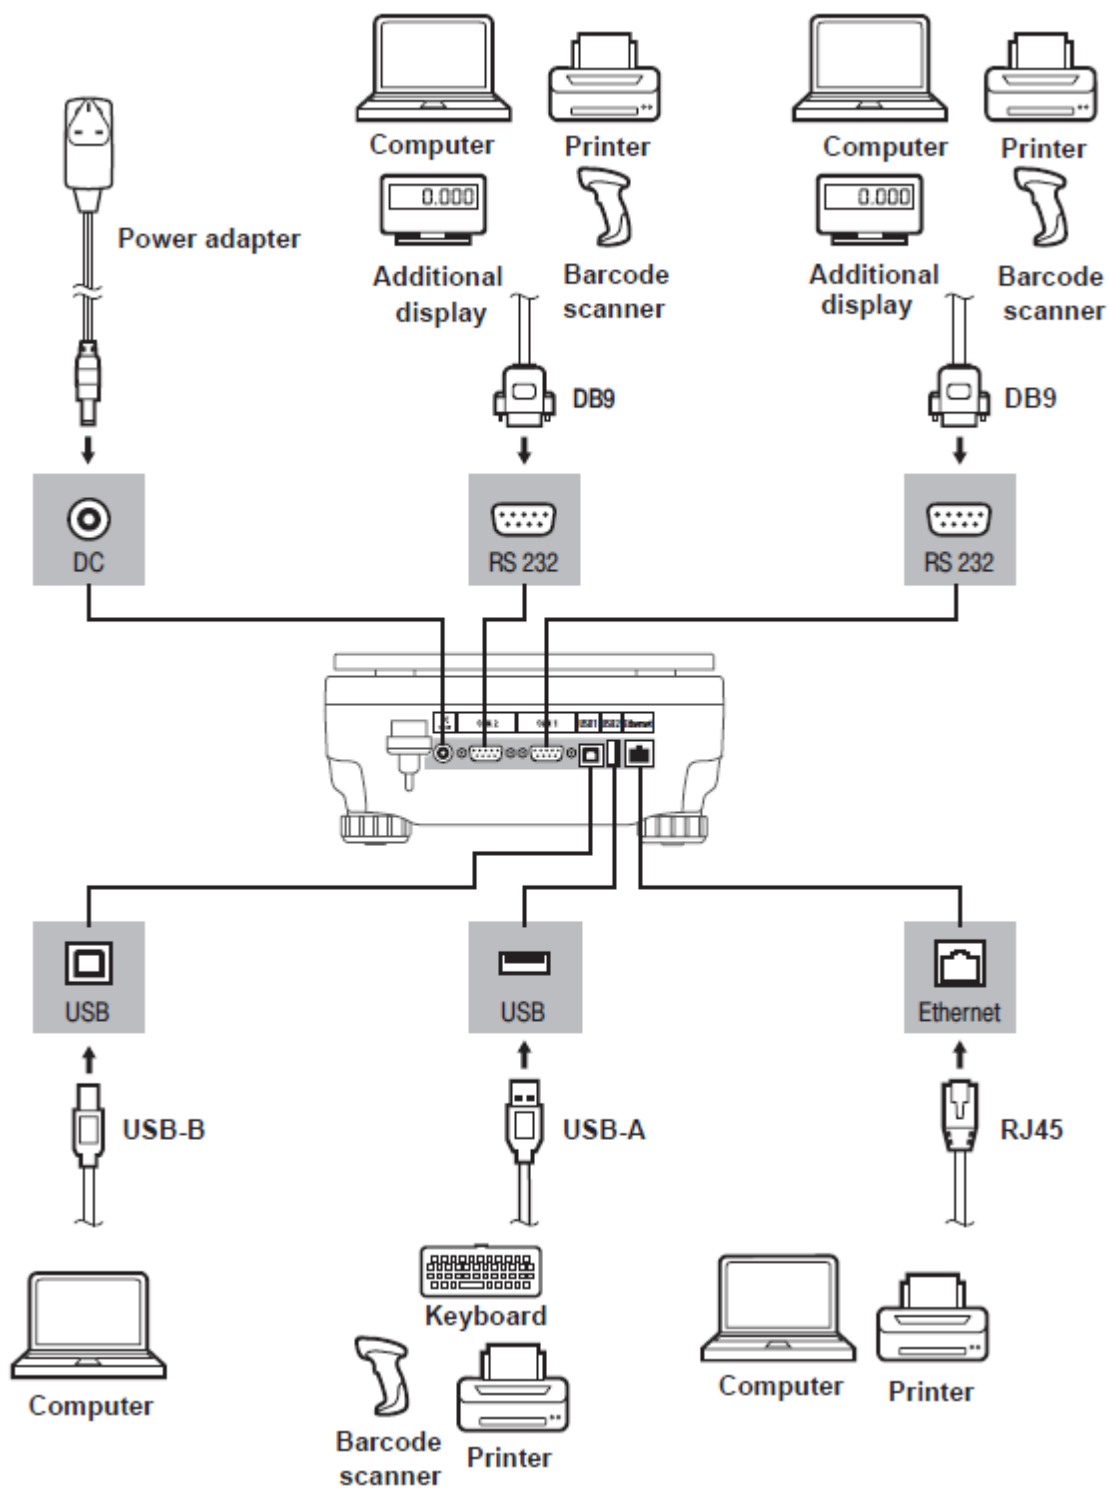 Computer
Printer
Computer
Printer
Power adapter
0.000
0.000
Additional
display
Barcode
scanner
Additional
display
Barcode
scanner
DB9
DB9
DC
RS 232
RS 232
USB1
USB2
Ethernet
USB
USB
Ethernet
USB-B
USB-A
RJ45
Keyboard
Computer
Computer
Printer
Barcode
scanner
Printer